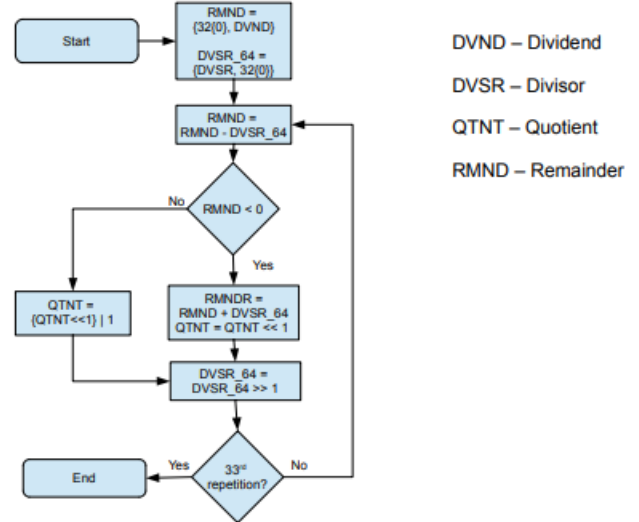 Start
RMND =
{32{0}, DVND}
DVSR_64 =
{DVSR, 32{0}}
RMND =
RMND - DVSR_64
RMND < 0
No
Yes
QTNT =
{QTNT<<1} | 1
RMNDR =
RMND + DVSR_64
QTNT = QTNT << 1
DVSR_64 =
DVSR_64 >> 1
33rd
repetition?
Yes
No
End
DVND – Dividend
DVSR – Divisor
QTNT – Quotient
RMND – Remainder